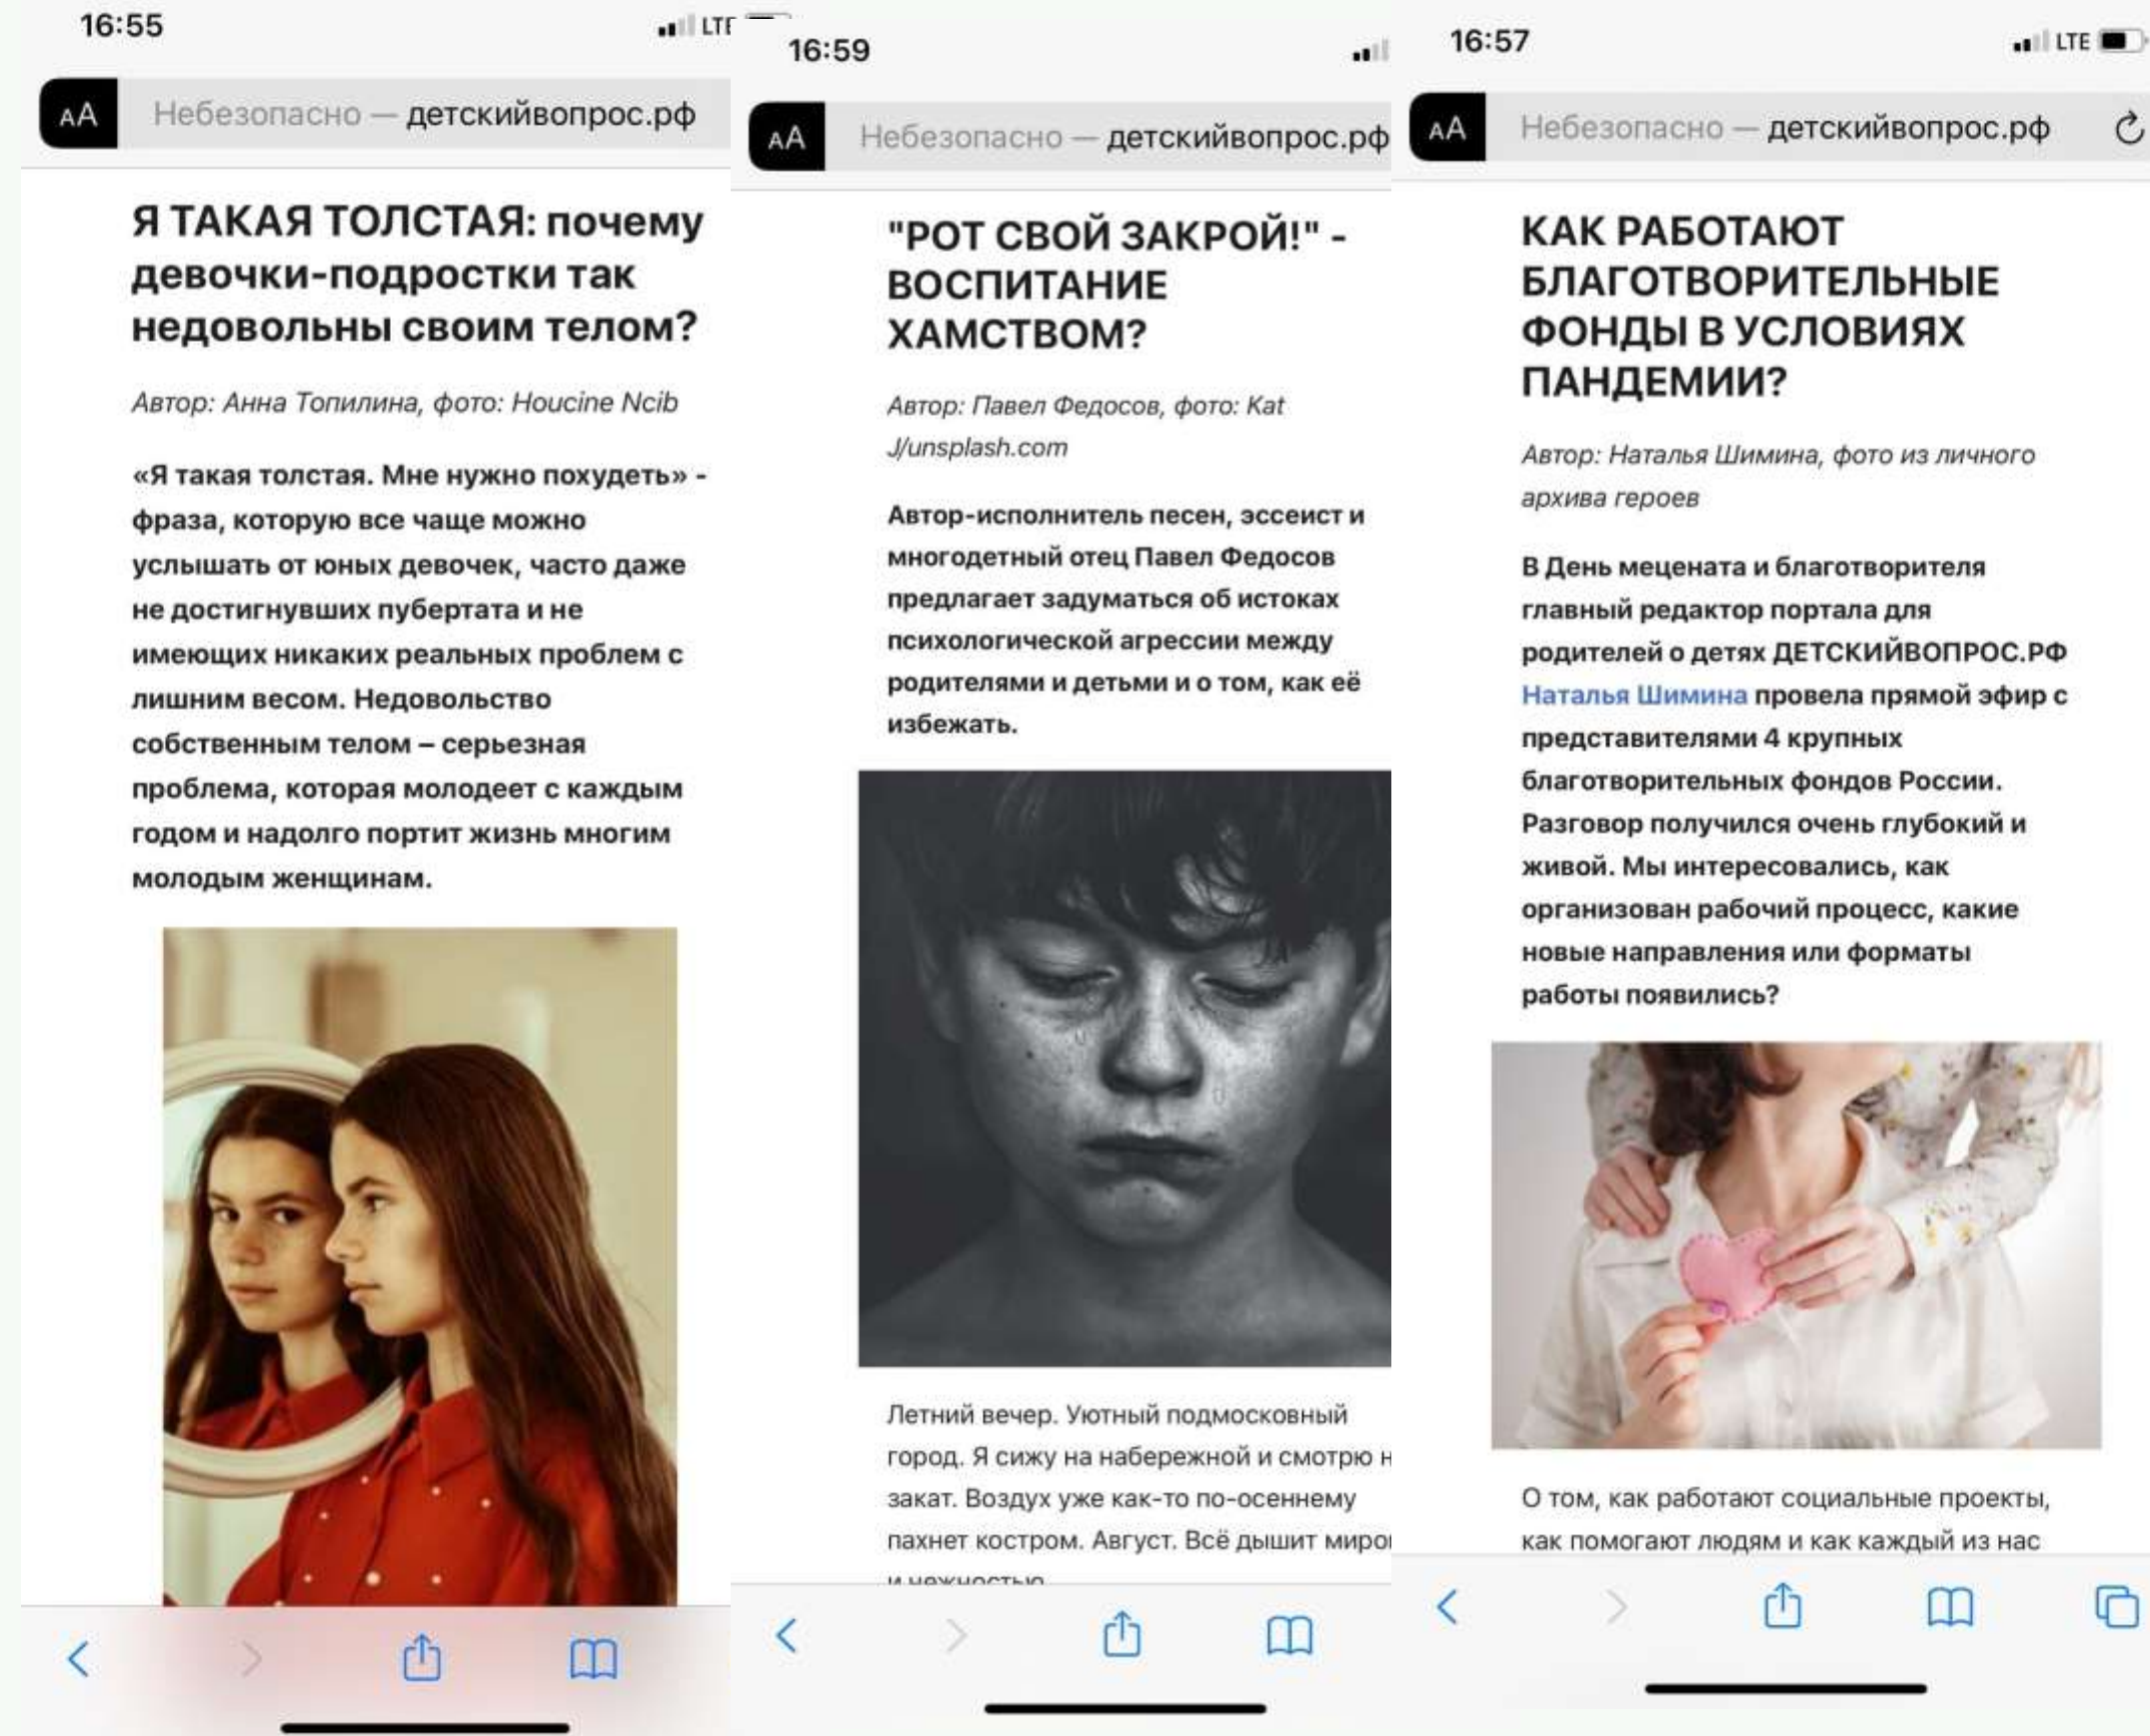 16:55
LTE
AA
Небезопасно — детскийвопрос.рф
Я ТАКАЯ ТОЛСТАЯ: почему
девочки-подростки так
недовольны своим телом?
Автор: Анна Топилина, фото: Houcine Ncib
«Я такая толстая. Мне нужно похудеть» -
фраза, которую все чаще можно
услышать от юных девочек, часто даже
не достигнувших пубертата и не
имеющих никаких реальных проблем с
лишним весом. Недовольство
собственным телом – серьезная
проблема, которая молодеет с каждым
годом и надолго портит жизнь многим
молодым женщинам.
16:59
AA
Небезопасно — детскийвопрос.рф
"РОТ СВОЙ ЗАКРОЙ!" -
ВОСПИТАНИЕ
ХАМСТВОМ?
Автор: Павел Федосов, фото: Kat
J/unsplash.com
Автор-исполнитель песен, эссеист и
многодетный отец Павел Федосов
предлагает задуматься об истоках
психологической агрессии между
родителями и детьми и о том, как её
избежать.
Летний вечер. Уютный подмосковный
город. Я сижу на набережной и смотрю н
закат. Воздух уже как-то по-осеннему
пахнет костром. Август. Всё дышит миро
и нежностью
16:57
LTE
AA
Небезопасно — детскийвопрос.рф
КАК РАБОТАЮТ
БЛАГОТВОРИТЕЛЬНЫЕ
ФОНДЫ В УСЛОВИЯХ
ПАНДЕМИИ?
Автор: Наталья Шимина, фото из личного
архива героев
В День мецената и благотворителя
главный редактор портала для
родителей о детях ДЕТСКИЙВОПРОС.РФ
Наталья Шимина провела прямой эфир с
представителями 4 крупных
благотворительных фондов России.
Разговор получился очень глубокий и
живой. Мы интересовались, как
организован рабочий процесс, какие
новые направления или форматы
работы появились?
О том, как работают социальные проекты,
как помогают людям и как каждый из нас